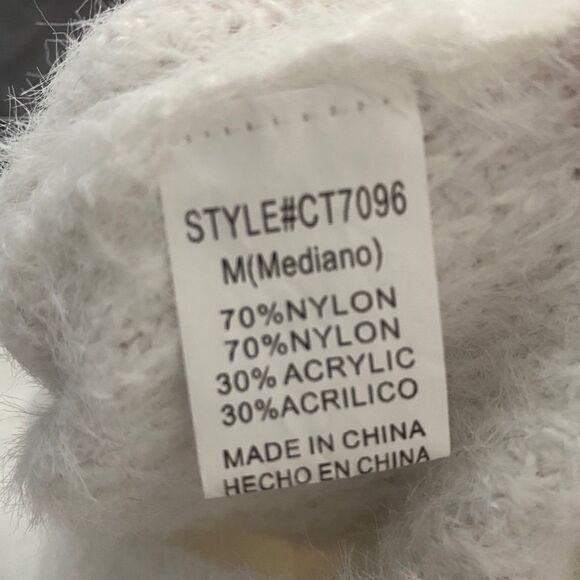 STYLE#CT7096
M(Mediano)
70%NYLON
70%NYLON
30% ACRYLIC
30%ACRILICO
MADE IN CHINA
HECHO EN CHINA